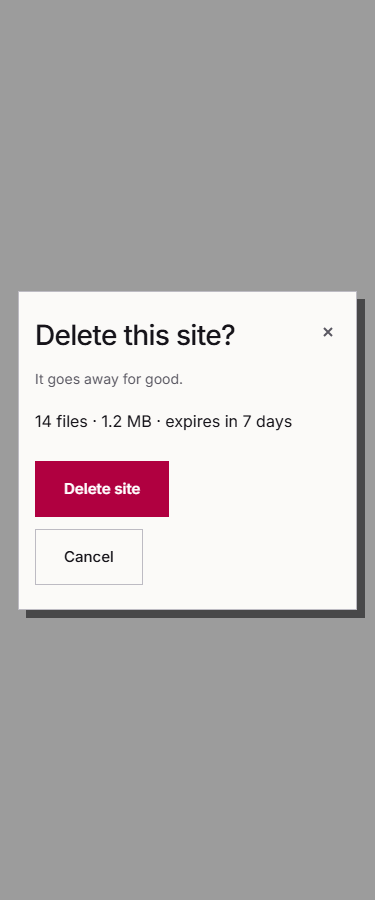 Delete this site?
×
It goes away for good.
14 files · 1.2 MB · expires in 7 days
Delete site
Cancel